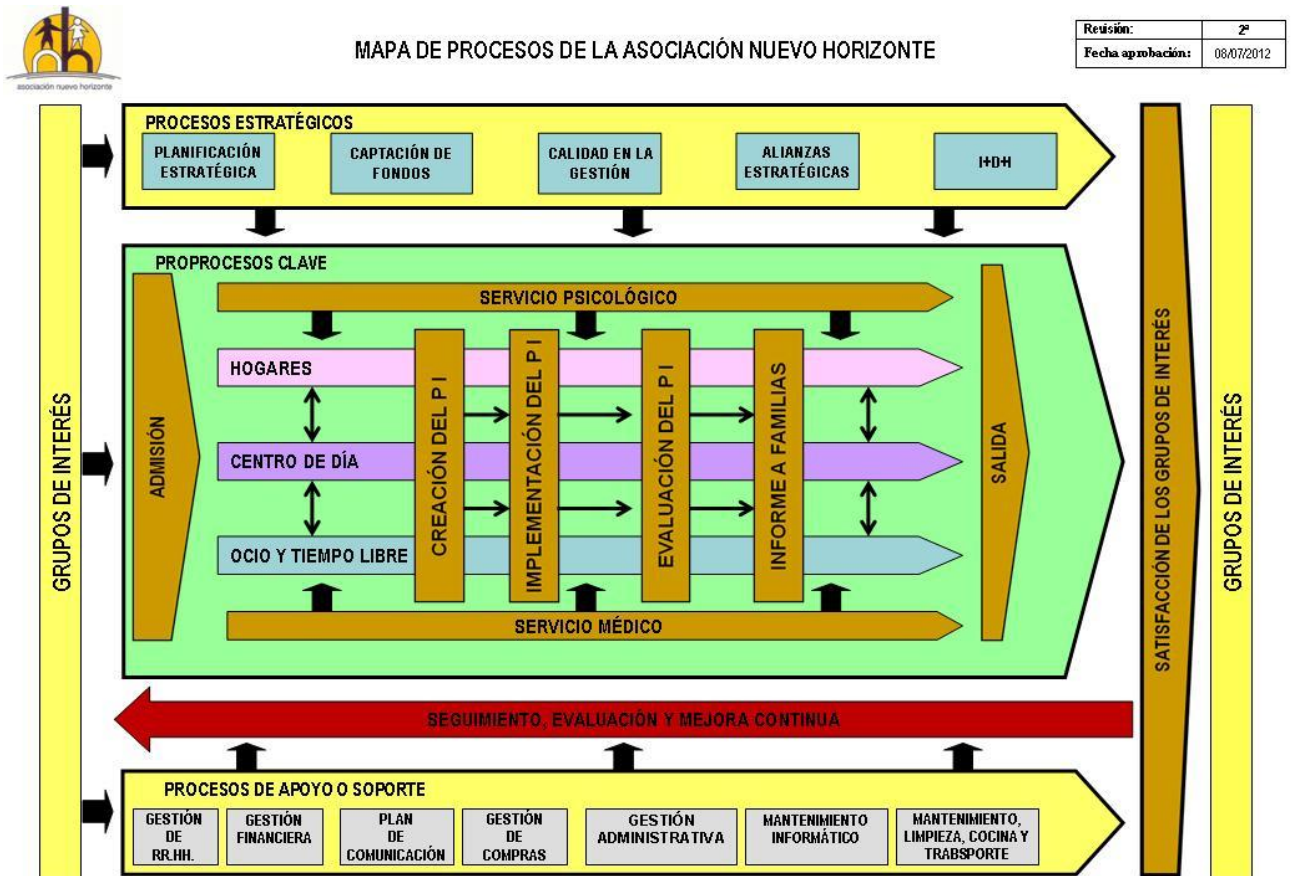 asociación nuevo horizonte
MAPA DE PROCESOS DE LA ASOCIACIÓN NUEVO HORIZONTE
Revisión: 2ª
Fecha aprobación: 08/07/2012
GRUPOS DE INTERÉS
PROCESOS ESTRATÉGICOS
PLANIFICACIÓN
ESTRATÉGICA
CAPTACIÓN DE
FONDOS
CALIDAD EN LA
GESTIÓN
ALIANZAS
ESTRATÉGICAS
I+D+I
PROPROCESOS CLAVE
ADMISIÓN
SERVICIO PSICOLÓGICO
HOGARES
CENTRO DE DÍA
OCIO Y TIEMPO LIBRE
CREACIÓN DEL P I
IMPLEMENTACIÓN DEL P I
EVALUACIÓN DEL P I
INFORME A FAMILIAS
SERVICIO MÉDICO
SALIDA
SEGUIMIENTO, EVALUACIÓN Y MEJORA CONTINUA
PROCESOS DE APOYO O SOPORTE
GESTIÓN
DE
RR.HH.
GESTIÓN
FINANCIERA
PLAN
DE
COMUNICACIÓN
GESTIÓN
DE
COMPRAS
GESTIÓN
ADMINISTRATIVA
MANTENIMIENTO
INFORMÁTICO
MANTENIMIENTO,
LIMPIEZA, COCINA Y
TRABSPORTE
SATISFACCIÓN DE LOS GRUPOS DE INTERÉS
GRUPOS DE INTERÉS